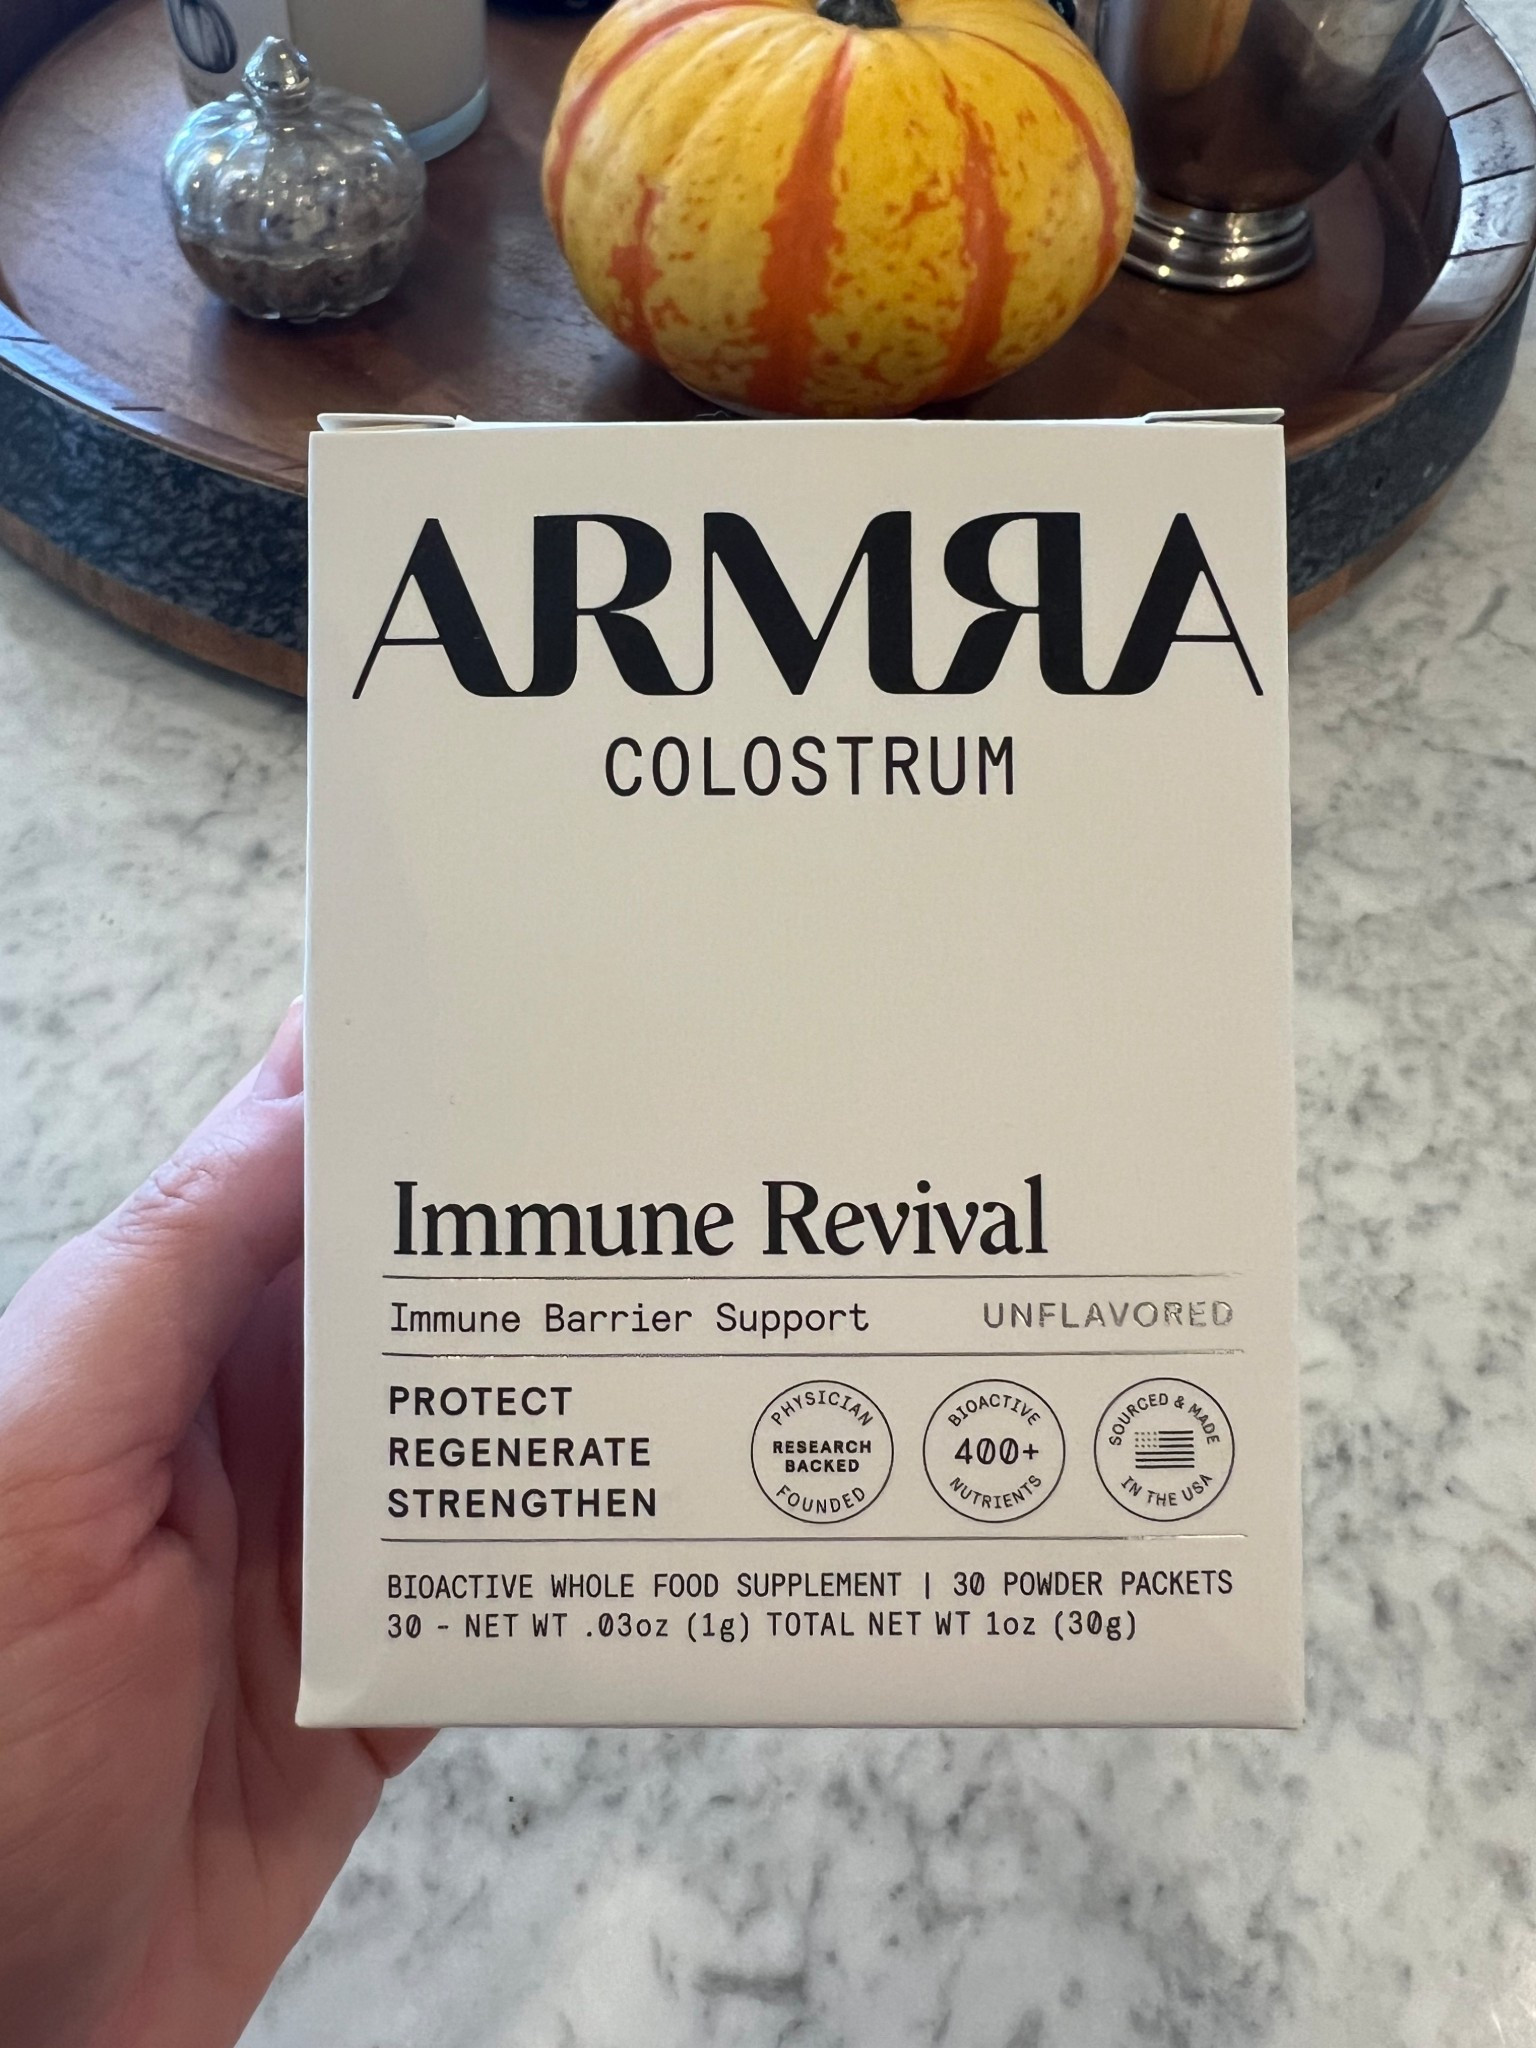 ARMRA
COLOSTRUM
Immune Revival
Immune Barrier Support UNFLAVORED
PROTECT
REGENERATE
STRENGTHEN
PHYSICIAN
RESEARCH
BACKED
FOUNDED
BIOACTIVE
400+
NUTRIENTS
SOURCED & MADE
IN THE USA
BIOACTIVE WHOLE FOOD SUPPLEMENT | 30 POWDER PACKETS
30 - NET WT .03oz (1g) TOTAL NET WT 1oz (30g)